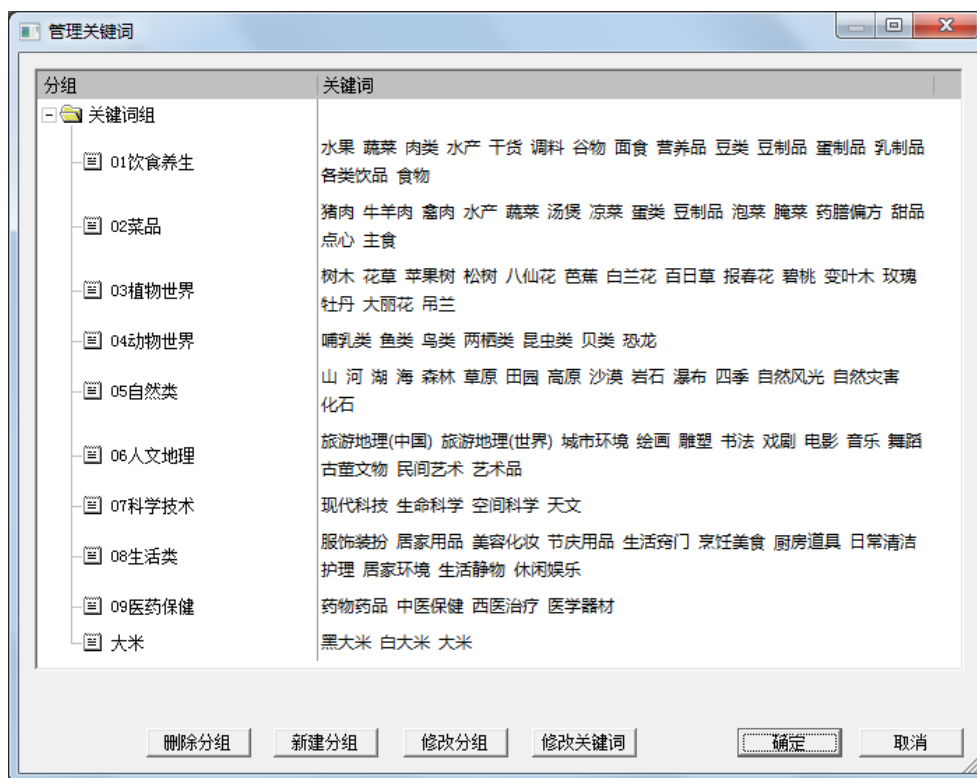 管理关键词
分组 关键词
关键词组
01饮食养生 水果 蔬菜 肉类 水产 干货 调料 谷物 面食 营养品 豆类 豆制品 蛋制品 乳制品
各类饮品 食物
02菜品 猪肉 牛羊肉 禽肉 水产 蔬菜 汤煲 凉菜 蛋类 豆制品 泡菜 腌菜 药膳偏方 甜品
点心 主食
03植物世界 树木 花草 苹果树 松树 八仙花 芭蕉 白兰花 百日草 报春花 碧桃 变叶木 玫瑰
牡丹 大丽花 吊兰
04动物世界 哺乳类 鱼类 鸟类 两栖类 昆虫类 贝类 恐龙
05自然类 山 河 湖 海 森林 草原 田园 高原 沙漠 岩石 瀑布 四季 自然风光 自然灾害
化石
06人文地理 旅游地理(中国) 旅游地理(世界) 城市环境 绘画 雕塑 书法 戏剧 电影 音乐 舞蹈
古董文物 民间艺术 艺术品
07科学技术 现代科技 生命科学 空间科学 天文
08生活类 服饰装扮 居家用品 美容化妆 节庆用品 生活窍门 烹饪美食 厨房道具 日常清洁
护理 居家环境 生活静物 休闲娱乐
09医药保健 药物药品 中医保健 西医治疗 医学器材
大米 黑大米 白大米 大米
删除分组 新建分组 修改分组 修改关键词 确定 取消